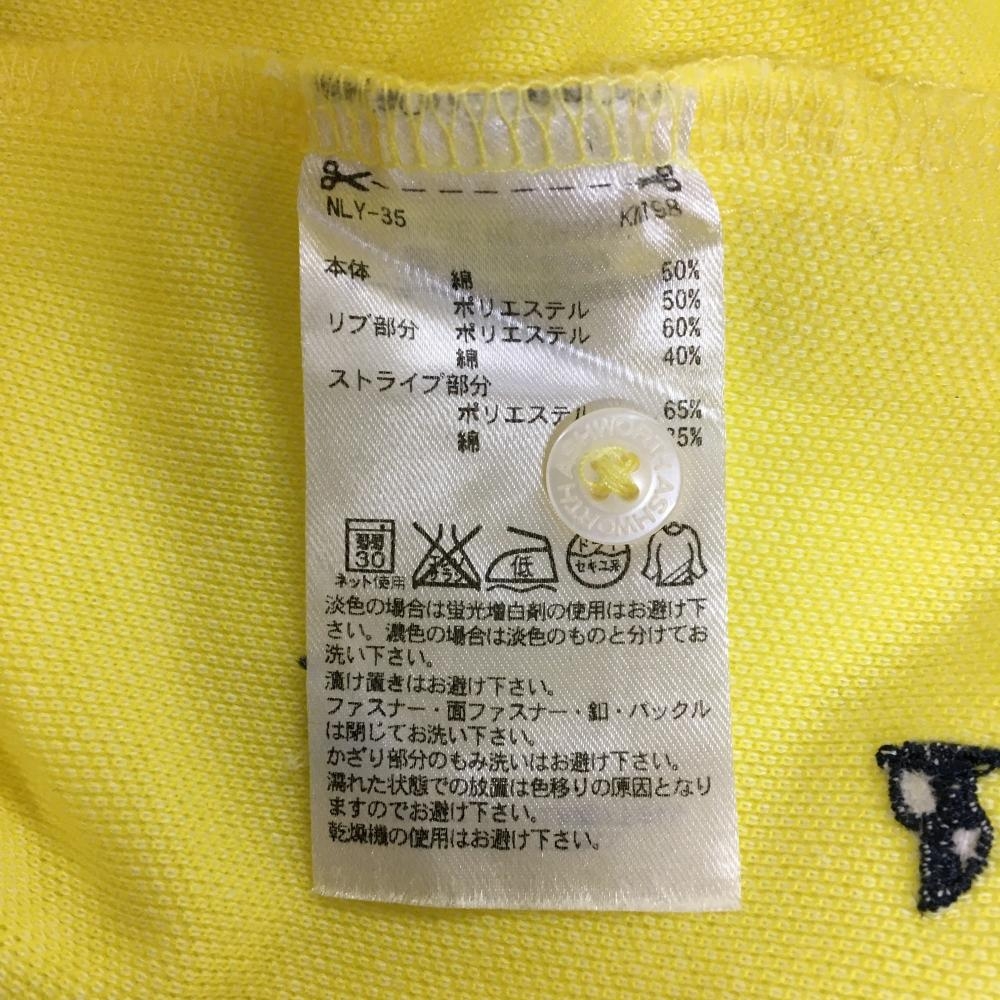 NLY-35
本体 綿 50%
ポリエステル 50%
リブ部分 ポリエステル 60%
綿 40%
ストライプ部分
ポリエステル 65%
綿
ASHWORTH ASHWORTH
30
ネット使用
低
ドライ
セキユ系
淡色の場合は蛍光増白剤の使用はお避け下
さい。濃色の場合は淡色のものと分けてお
洗い下さい。
漬け置きはお避け下さい。
ファスナー・面ファスナー・釦・バックル
は閉じてお洗い下さい。
かざり部分のもみ洗いはお避け下さい。
濡れた状態での放置は色移りの原因となり
ますのでお避け下さい。
乾燥機の使用はお避け下さい。